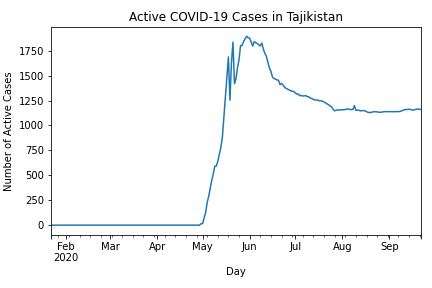 Active COVID-19 Cases in Tajikistan
Number of Active Cases
1750
1500
1250
1000
750
500
250
0
Feb Mar Apr May Jun Jul Aug Sep
2020
Day